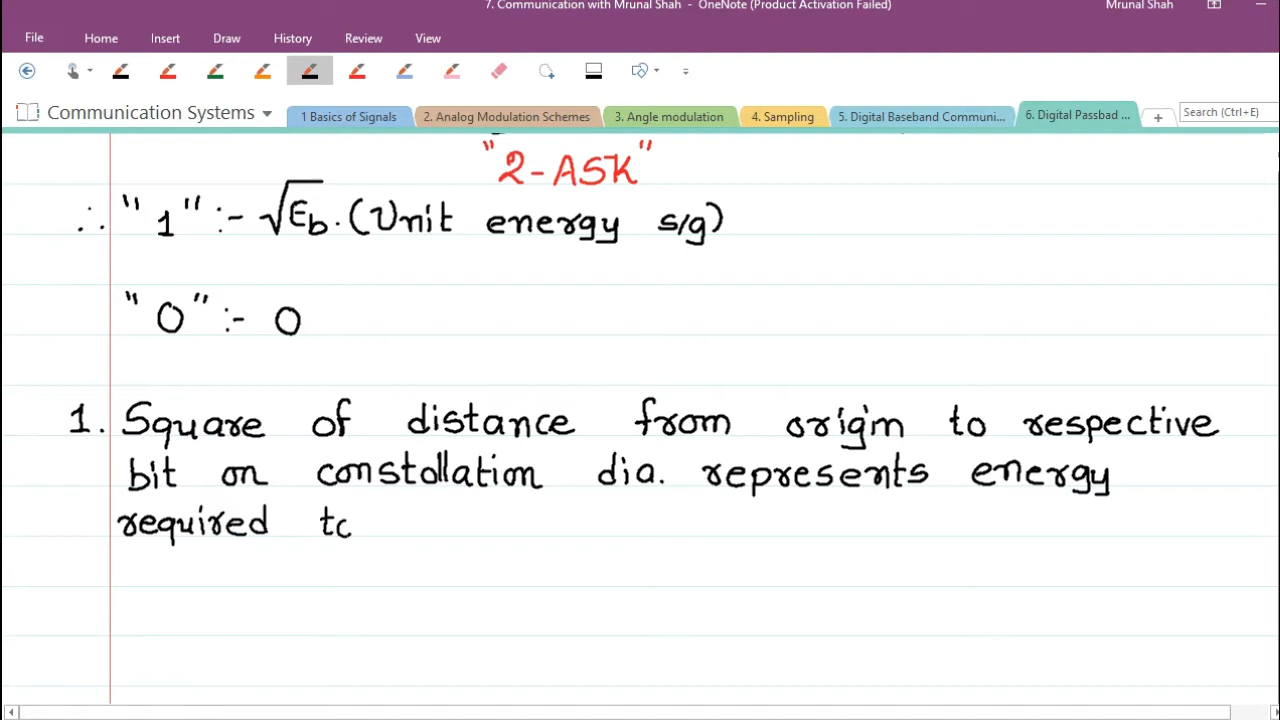 7. Communication with Mrunal Shah - OneNote (Product Activation Failed) Mrunal Shah
File Home Insert Draw History Review View
Communication Systems 1 Basics of Signals 2. Analog Modulation Schemes 3. Angle modulation 4. Sampling 5. Digital Baseband Communi... 6. Digital Passbad ... + Search (Ctrl+E)
"2-ASK"
∴ "1" :- √Eb.(Unit energy s/g)
"0" :- 0
1. Square of distance from origin to respective
bit on constollation dia. represents energy
required to